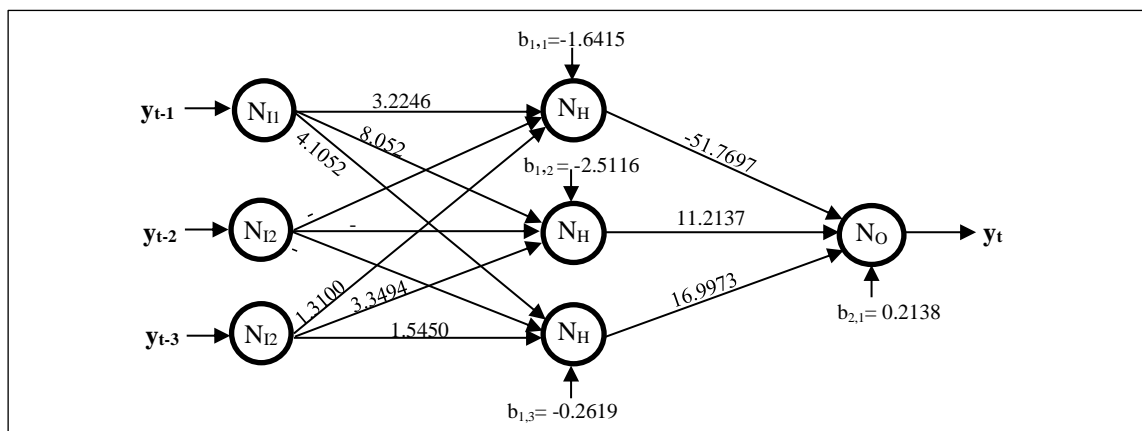 b1,1=-1.6415
yt-1
NI1
3.2246
NH
8.052
4.1052
-51.7697
b1,2= -2.5116
yt-2
NI2
-
-
-
NH
11.2137
NO
yt
1.3100
3.3494
16.9973
yt-3
NI2
1.5450
NH
b2,1= 0.2138
b1,3= -0.2619